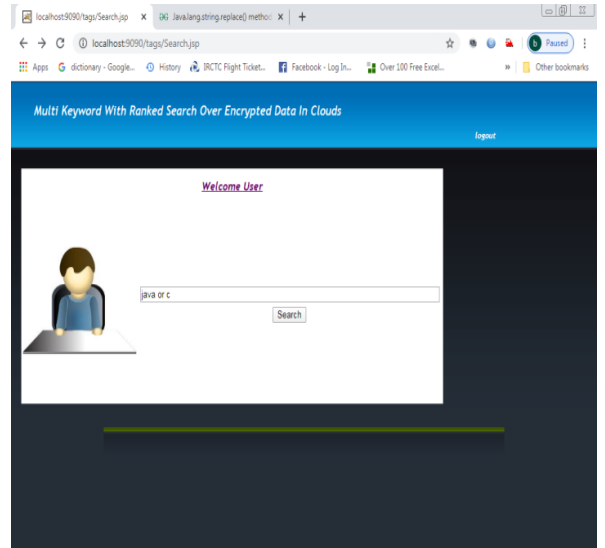 localhost:9090/tags/Search.jsp
Java.lang.string.replace() method
localhost:9090/tags/Search.jsp
b Paused
Apps G dictionary - Google... History IRCTC Flight Ticket... Facebook - Log In... Over 100 Free Excel... » Other bookmarks
Multi Keyword With Ranked Search Over Encrypted Data In Clouds
logout
Welcome User
java or c
Search